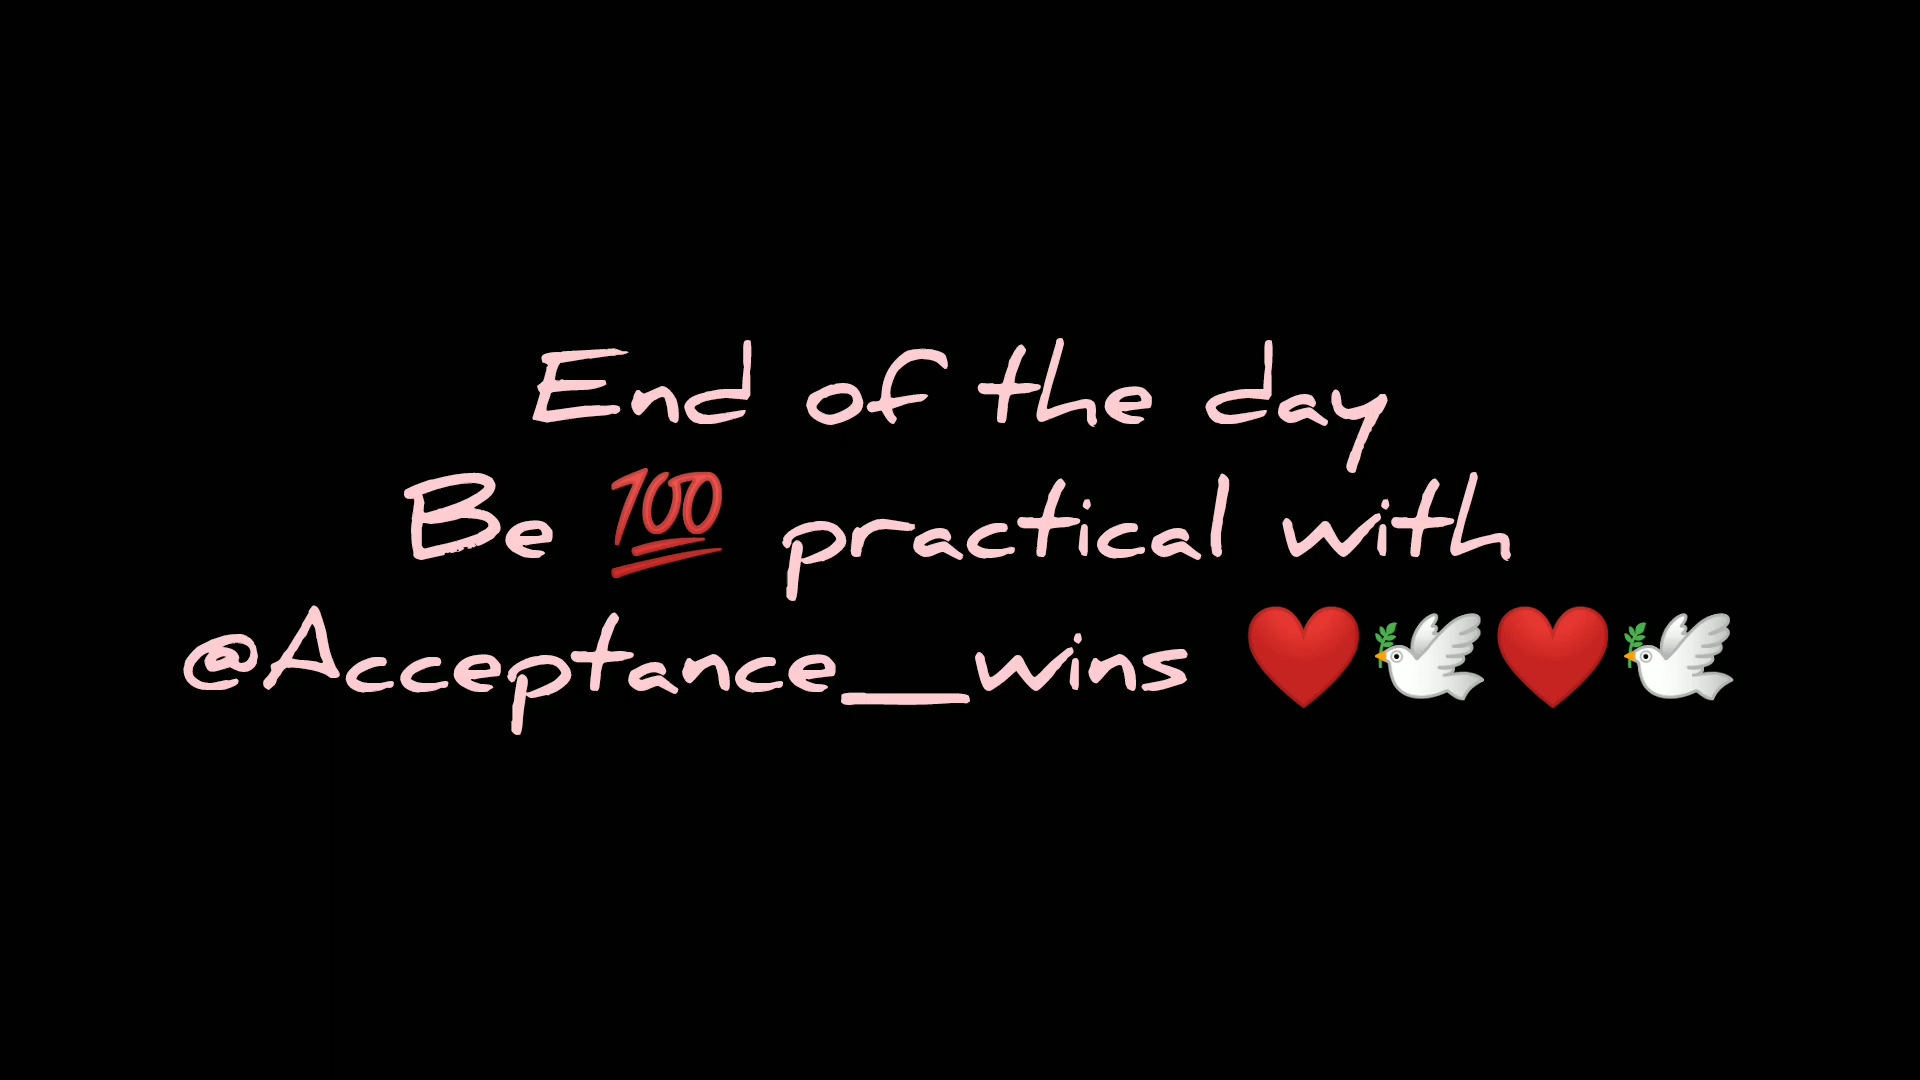 End of the day
Be 💯 practical with
@Acceptance__wins ❤️🕊️❤️🕊️